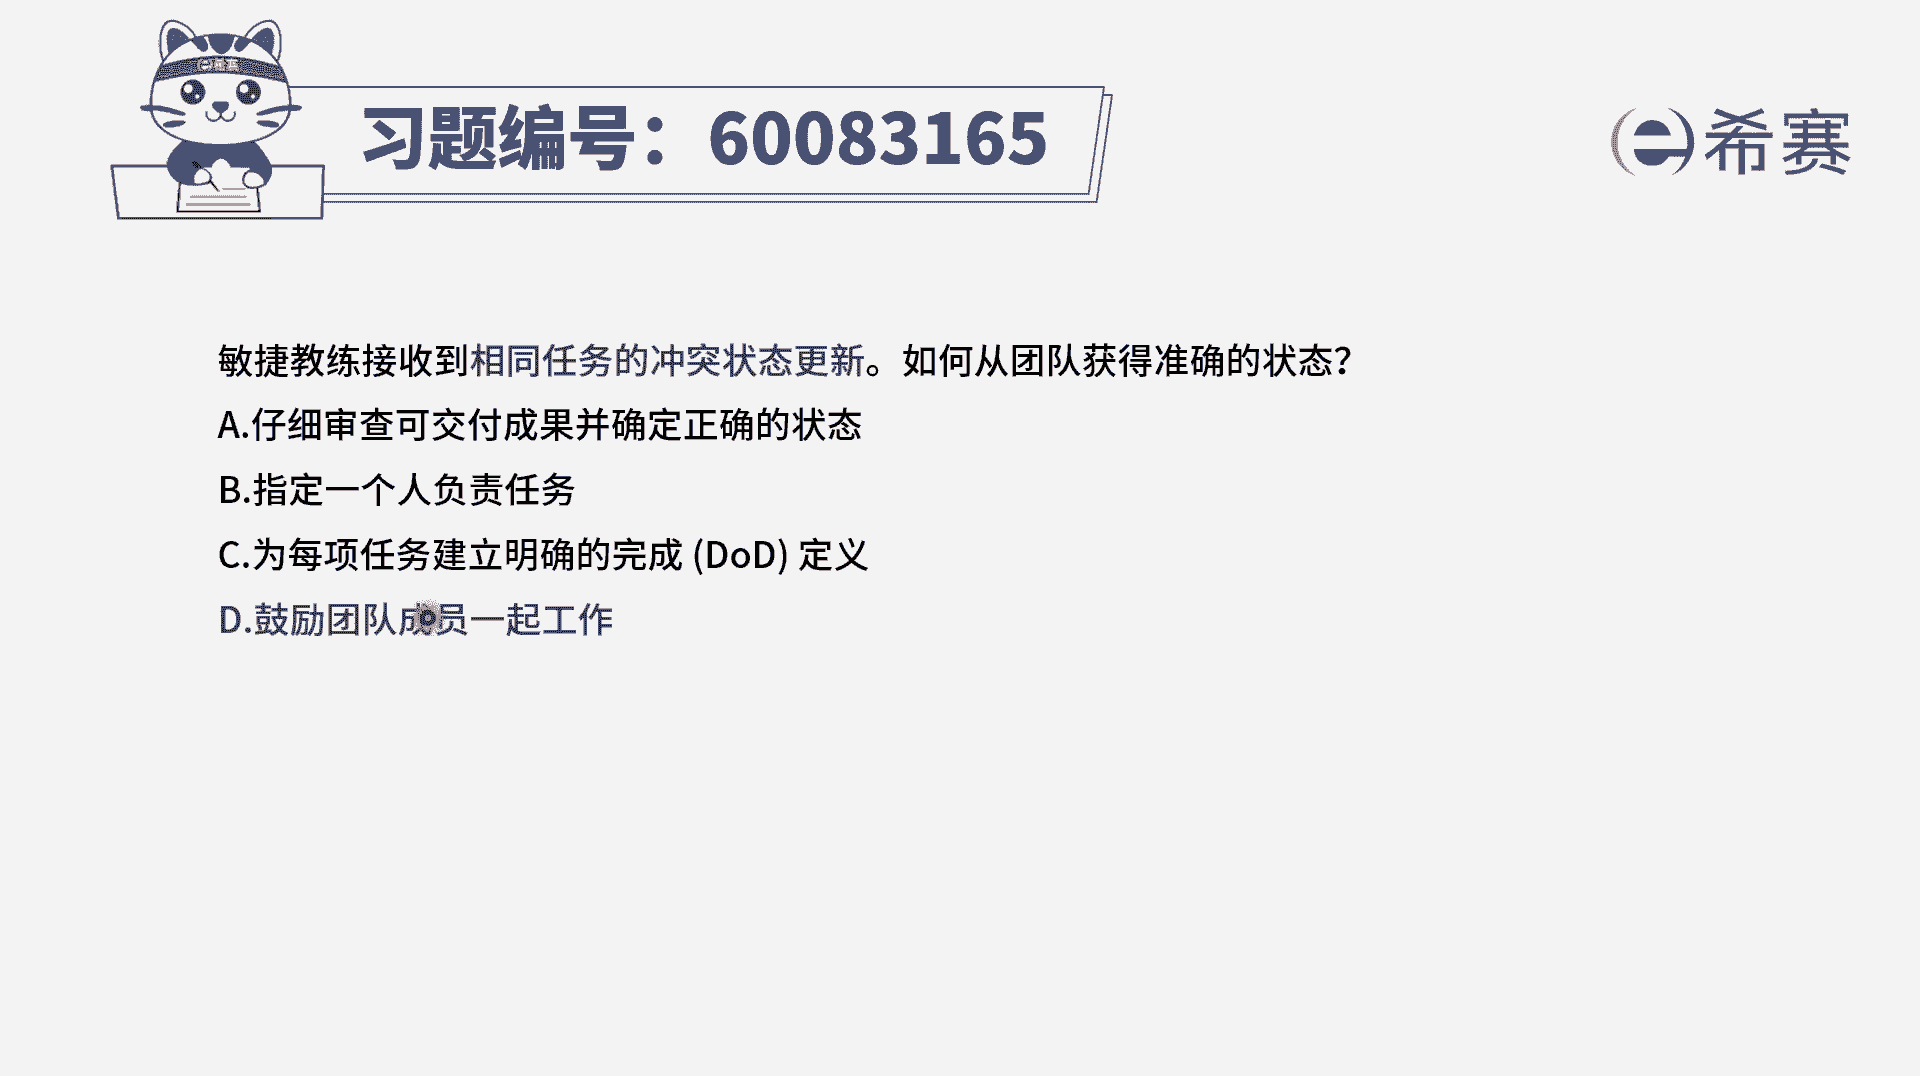 e希赛
习题编号：60083165
e希赛
敏捷教练接收到相同任务的冲突状态更新。如何从团队获得准确的状态？
A.仔细审查可交付成果并确定正确的状态
B.指定一个人负责任务
C.为每项任务建立明确的完成 (DoD) 定义
D.鼓励团队成员一起工作